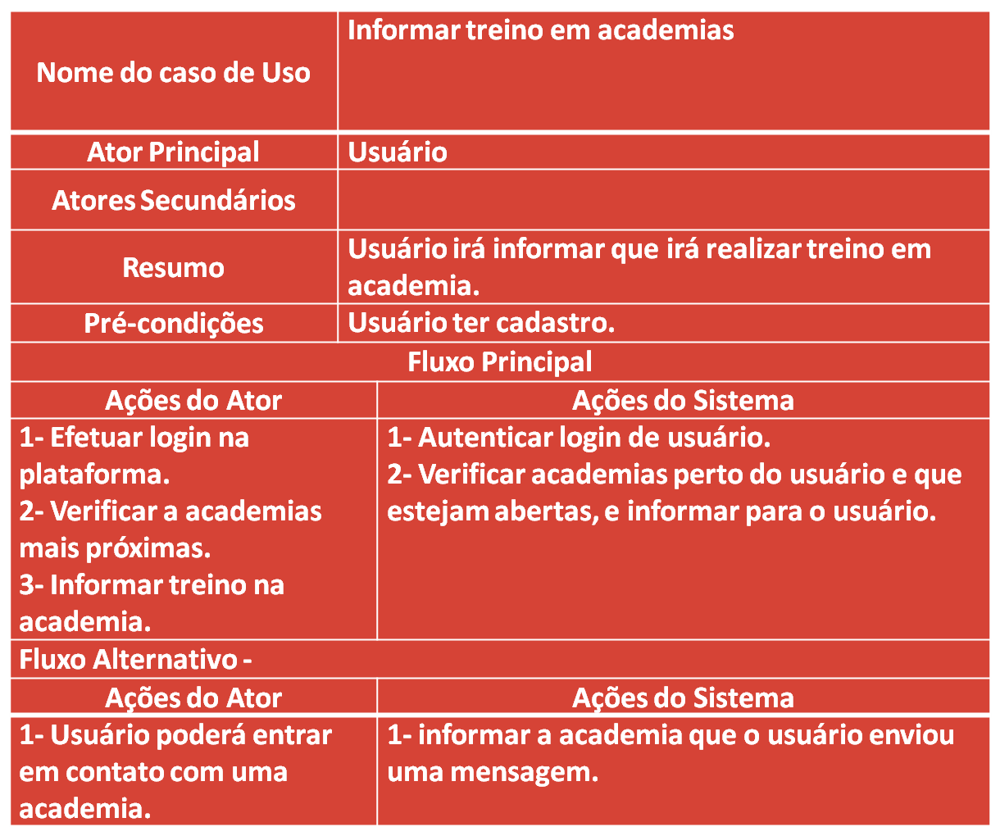 Nome do caso de Uso
Informar treino em academias
Ator Principal
Usuário
Atores Secundários
Resumo
Usuário irá informar que irá realizar treino em
academia.
Pré-condições
Usuário ter cadastro.
Fluxo Principal
Ações do Ator
Ações do Sistema
1- Efetuar login na
plataforma.
2- Verificar a academias
mais próximas.
3- Informar treino na
academia.
1- Autenticar login de usuário.
2- Verificar academias perto do usuário e que
estejam abertas, e informar para o usuário.
Fluxo Alternativo -
Ações do Ator
Ações do Sistema
1- Usuário poderá entrar
em contato com uma
academia.
1- informar a academia que o usuário enviou
uma mensagem.